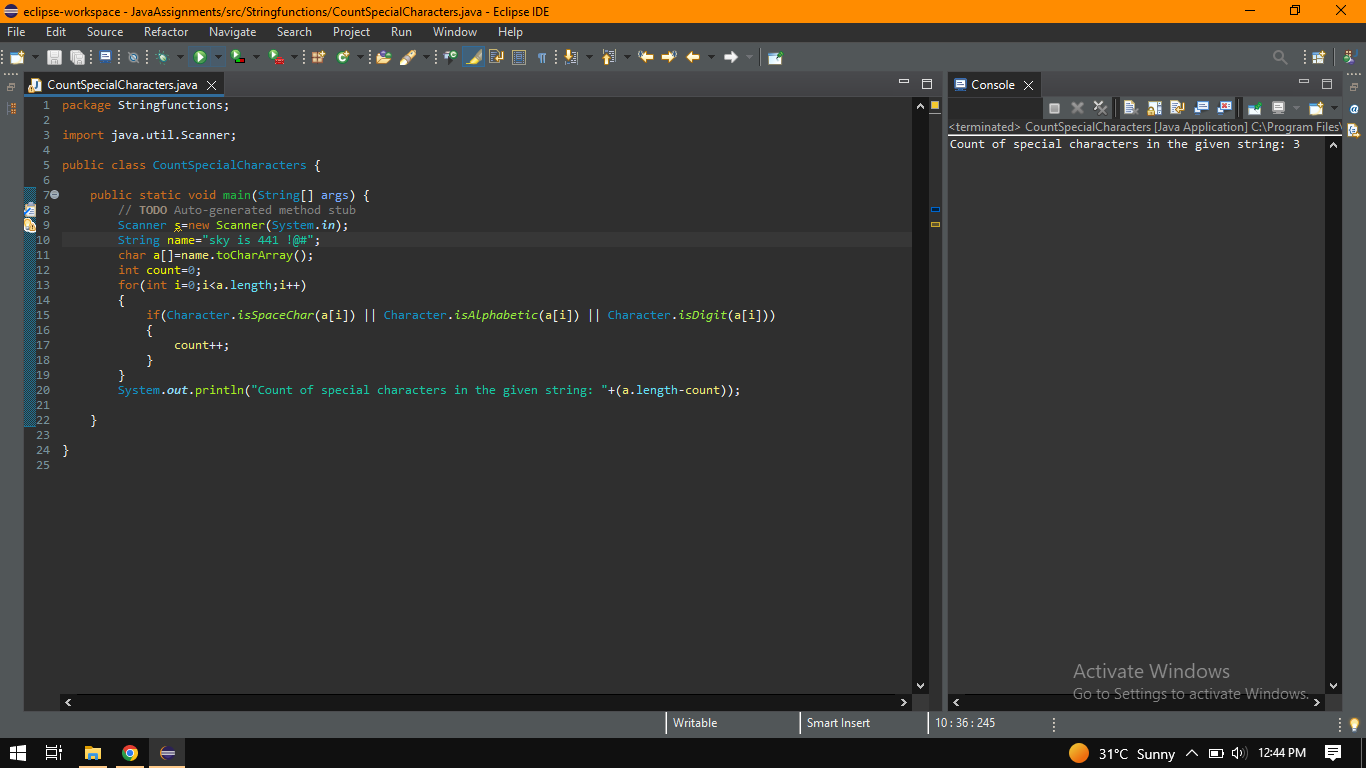 eclipse-workspace - JavaAssignments/src/Stringfunctions/CountSpecialCharacters.java - Eclipse IDE
File Edit Source Refactor Navigate Search Project Run Window Help
CountSpecialCharacters.java
1 package Stringfunctions;
2
3 import java.util.Scanner;
4
5 public class CountSpecialCharacters {
6
7 public static void main(String[] args) {
8 // TODO Auto-generated method stub
9 Scanner s=new Scanner(System.in);
10 String name="sky is 441 !@#";
11 char a[]=name.toCharArray();
12 int count=0;
13 for(int i=0;i<a.length;i++)
14 {
15 if(Character.isSpaceChar(a[i]) || Character.isAlphabetic(a[i]) || Character.isDigit(a[i]))
16 {
17 count++;
18 }
19 }
20 System.out.println("Count of special characters in the given string: "+(a.length-count));
21
22 }
23
24 }
25
Console
<terminated> CountSpecialCharacters [Java Application] C:\Program Files\
Count of special characters in the given string: 3
Activate Windows
Go to Settings to activate Windows.
Writable Smart Insert 10 : 36 : 245
31°C Sunny 12:44 PM